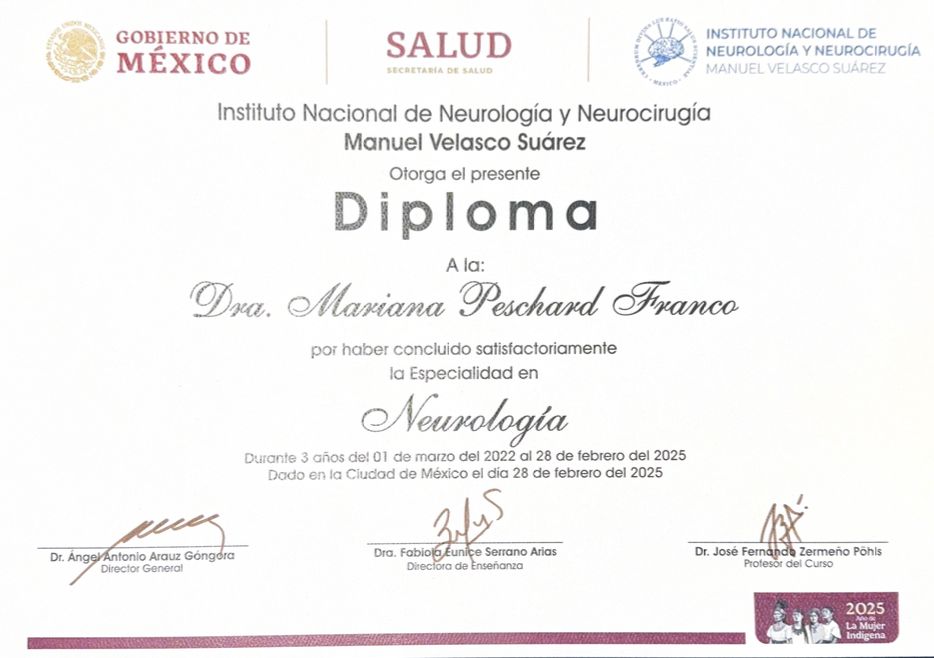 GOBIERNO DE
MÉXICO
SALUD
SECRETARÍA DE SALUD
INSTITUTO NACIONAL DE
NEUROLOGÍA Y NEUROCIRUGÍA
MANUEL VELASCO SUÁREZ
Instituto Nacional de Neurología y Neurocirugía
Manuel Velasco Suárez
Otorga el presente
Diploma
A la:
Dra. Mariana Peschard Franco
por haber concluido satisfactoriamente
la Especialidad en
Neurología
Durante 3 años del 01 de marzo del 2022 al 28 de febrero del 2025
Dado en la Ciudad de México el día 28 de febrero del 2025
Dr. Ángel Antonio Arauz Góngora
Director General
Dra. Fabiola Eunice Serrano Arias
Directora de Enseñanza
Dr. José Fernando Zermeño Pöhls
Profesor del Curso
2025
Año de
La Mujer
Indígena